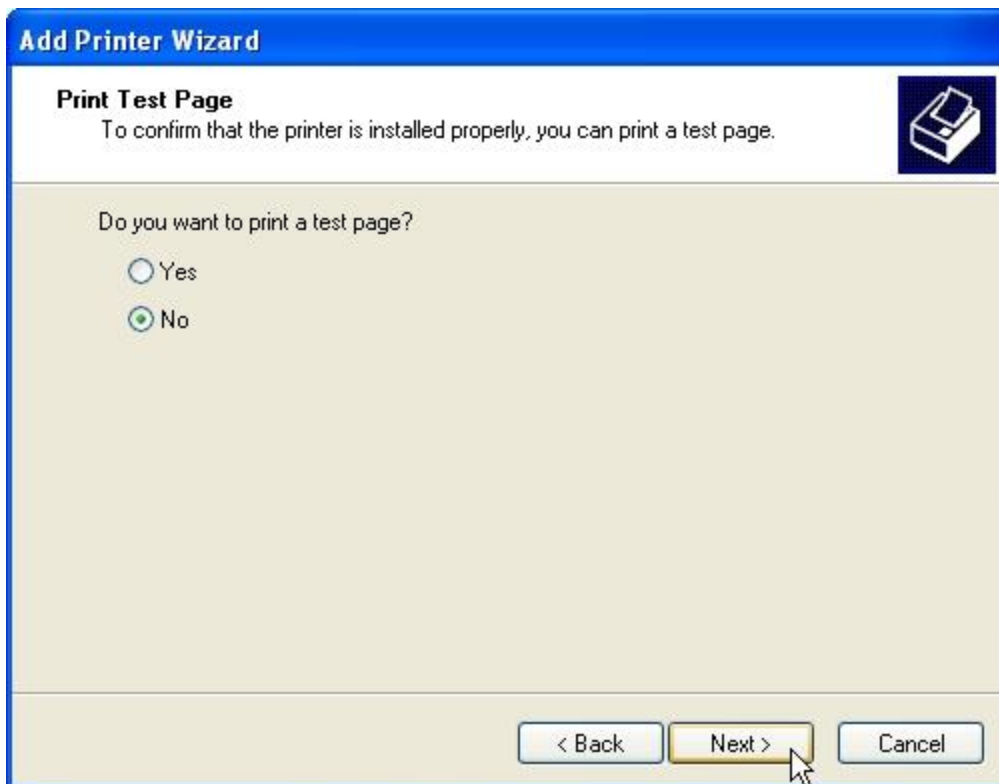 Add Printer Wizard
Print Test Page
To confirm that the printer is installed properly, you can print a test page.
Do you want to print a test page?
Yes
No
< Back
Next >
Cancel